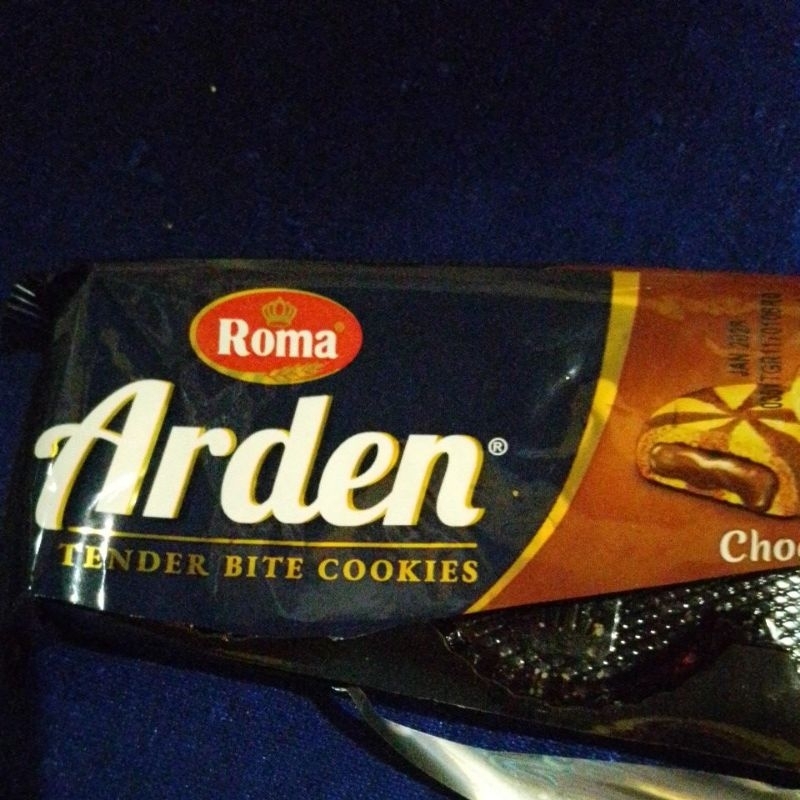 Roma
Arden®
TENDER BITE COOKIES
Choc